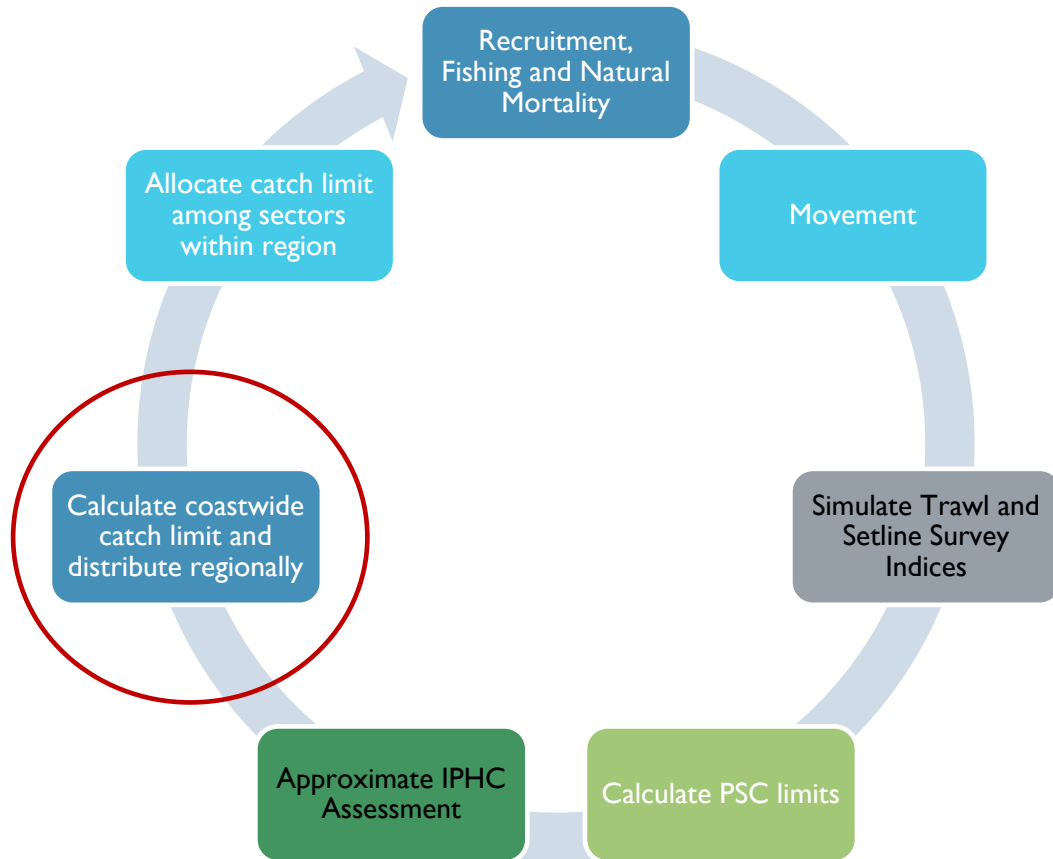 Recruitment,
Fishing and Natural
Mortality
Movement
Simulate Trawl and
Setline Survey
Indices
Calculate PSC limits
Approximate IPHC
Assessment
Calculate coastwide
catch limit and
distribute regionally
Allocate catch limit
among sectors
within region